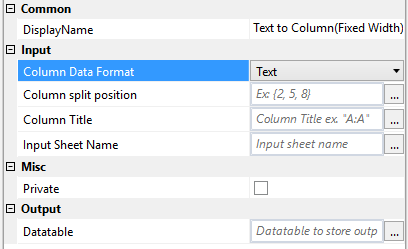 Common
DisplayName Text to Column(Fixed Width)
Input
Column Data Format Text
Column split position Ex: {2, 5, 8} ...
Column Title Column Title ex. "A:A" ...
Input Sheet Name Input sheet name ...
Misc
Private
Output
Datatable Datatable to store outp ...